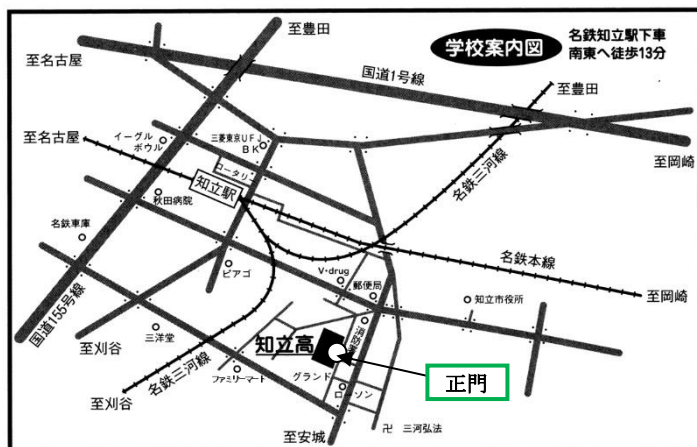 学校案内図
名鉄知立駅下車
南東へ徒歩13分
至名古屋
至豊田
国道1号線
至豊田
至名古屋
イーグル
ボウル
三菱東京UFJ
BK
ロータリー
至岡崎
知立駅
名鉄三河線
秋田病院
名鉄車庫
名鉄本線
ピアゴ
V・drug
郵便局
知立市役所
至岡崎
国道155号線
消防署
至刈谷
三洋堂
知立高
正門
名鉄三河線
ファミリーマート
グランド
ローソン
至刈谷
至安城
卍 三河弘法